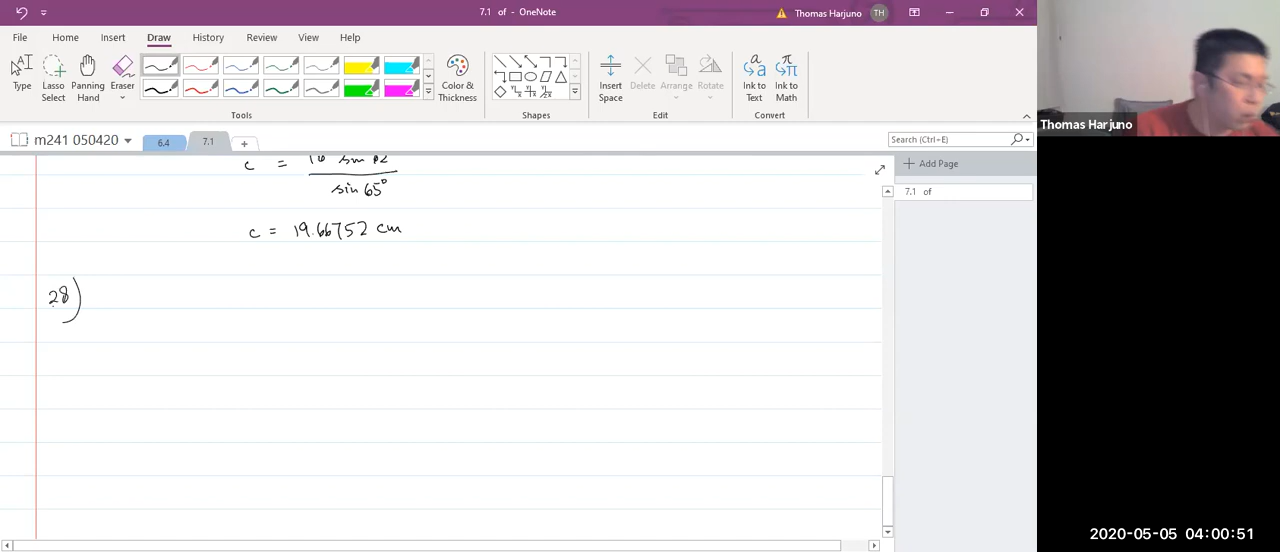 7.1 of - OneNote
Thomas Harjuno
TH
File
Home
Insert
Draw
History
Review
View
Help
Type
Lasso Select
Panning Hand
Eraser
Color & Thickness
Insert Space
Delete
Arrange
Rotate
Ink to Text
Ink to Math
Tools
Shapes
Edit
Convert
m241 050420
6.4
7.1
Search (Ctrl+E)
Add Page
7.1 of
c =
sin 65°
c = 19.66752 cm
28)
Thomas Harjuno
2020-05-05 04:00:51